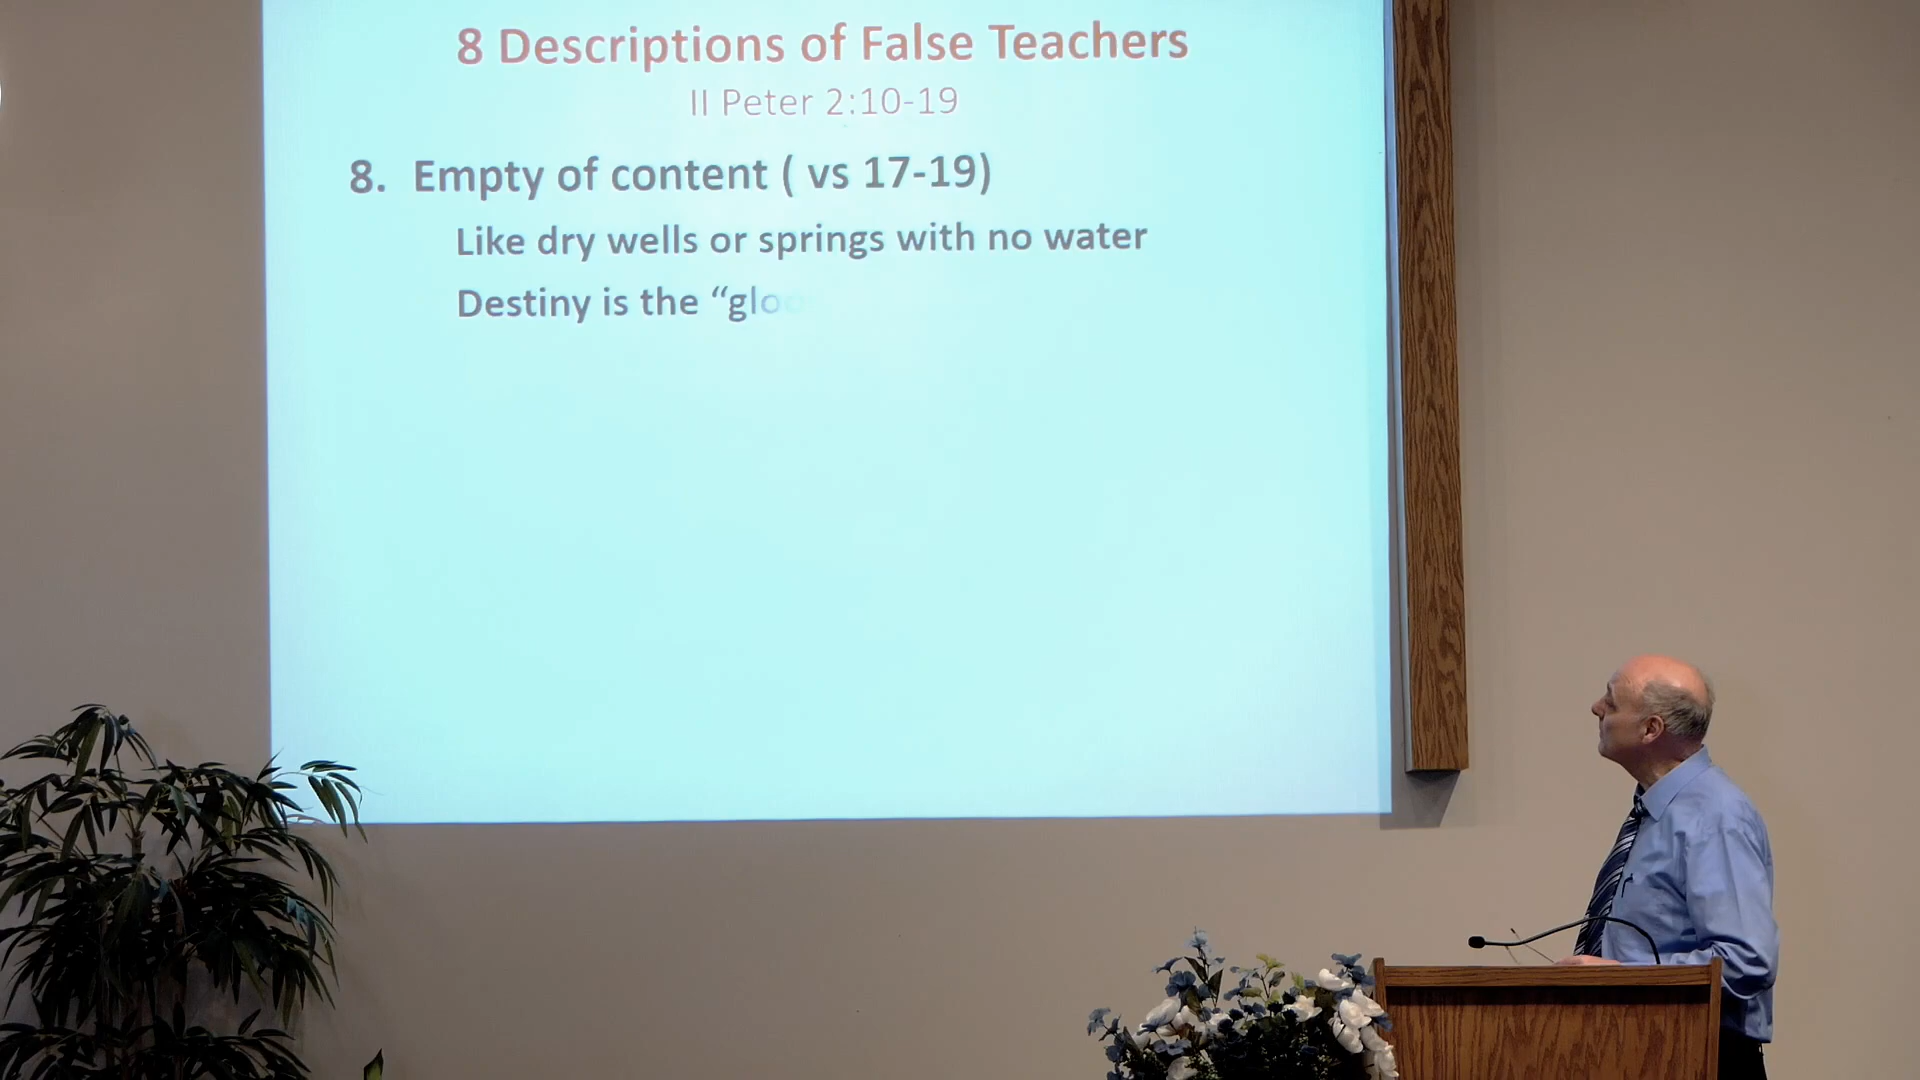 8 Descriptions of False Teachers
II Peter 2:10-19
8. Empty of content ( vs 17-19)
Like dry wells or springs with no water
Destiny is the “gloo